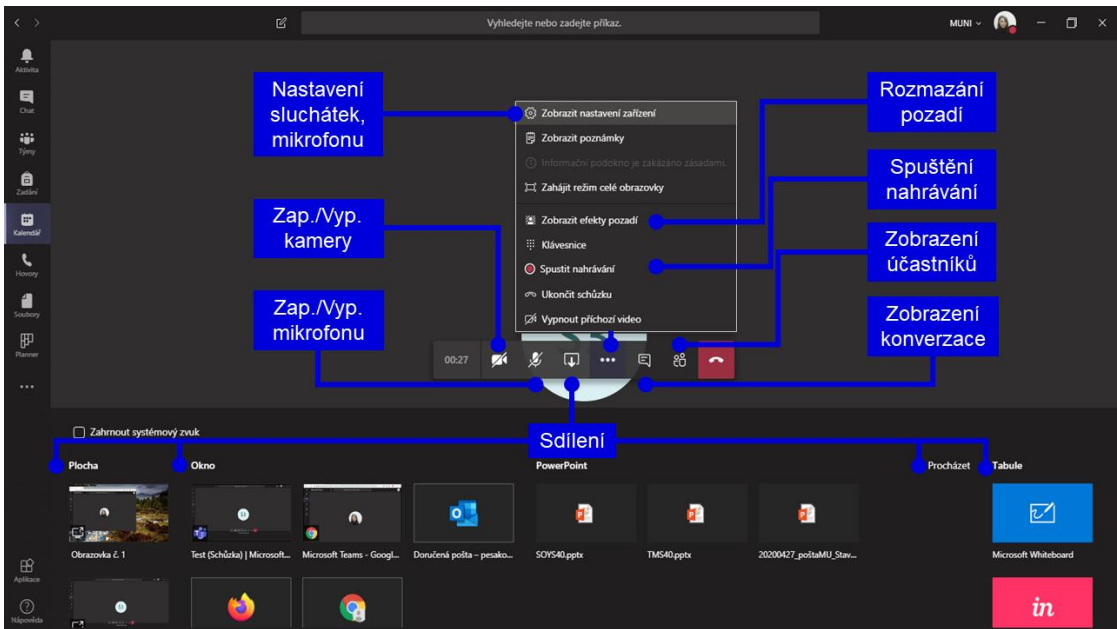 Vyhledejte nebo zadejte příkaz.
MUNI
Aktivita
Chat
Týmy
Zadání
Kalendář
Hovory
Soubory
Planner
Aplikace
Nápověda
Nastavení
sluchátek,
mikrofonu
Zap./Vyp.
kamery
Zap./Vyp.
mikrofonu
Zobrazit nastavení zařízení
Zobrazit poznámky
Informační podokno je zakázáno zásadami.
Zahájit režim celé obrazovky
Zobrazit efekty pozadí
Klávesnice
Spustit nahrávání
Ukončit schůzku
Vypnout příchozí video
Rozmazání
pozadí
Spuštění
nahrávání
Zobrazení
účastníků
Zobrazení
konverzace
00:27
Zahrnout systémový zvuk
Sdílení
Plocha
Okno
PowerPoint
Procházet
Tabule
Obrazovka č. 1
Test (Schůzka) | Microsoft...
Microsoft Teams - Googl...
Doručená pošta – pesako...
SOYS40.pptx
TMS40.pptx
20200427_poštaMU_Stav...
Microsoft Whiteboard
in